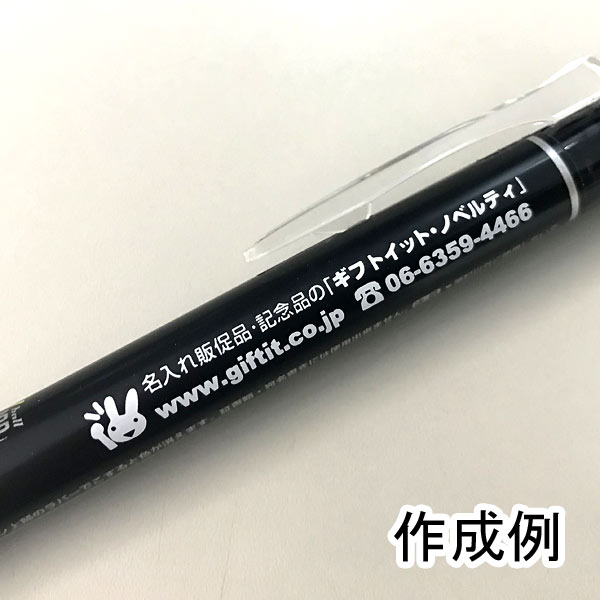 名入れ販促品・記念品の「ギフトイット・ノベルティ」
www.giftit.co.jp ☎06-6359-4466
作成例